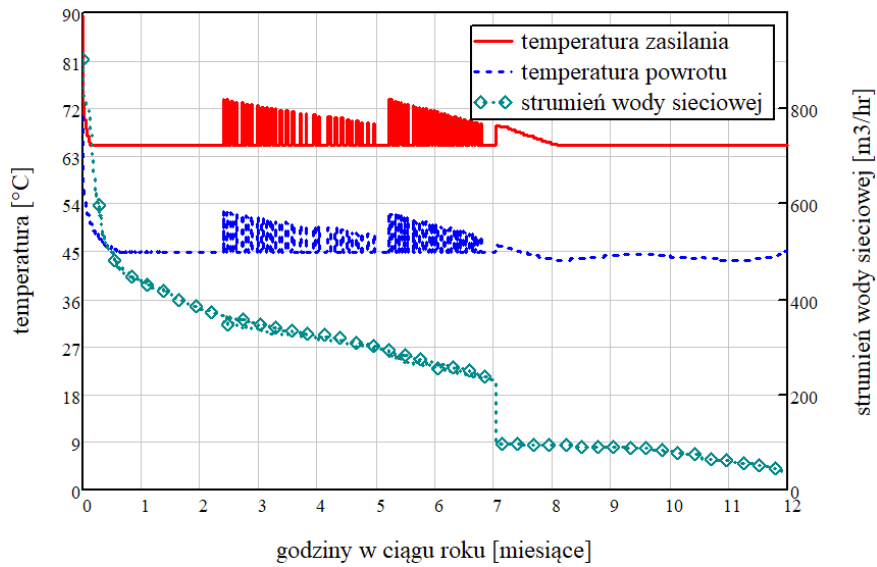 temperatura zasilania
temperatura powrotu
strumień wody sieciowej
temperatura [°C]
90
81
72
63
54
45
36
27
18
9
0
strumień wody sieciowej [m3/hr]
800
600
400
200
0
0 1 2 3 4 5 6 7 8 9 10 11 12
godziny w ciągu roku [miesiące]